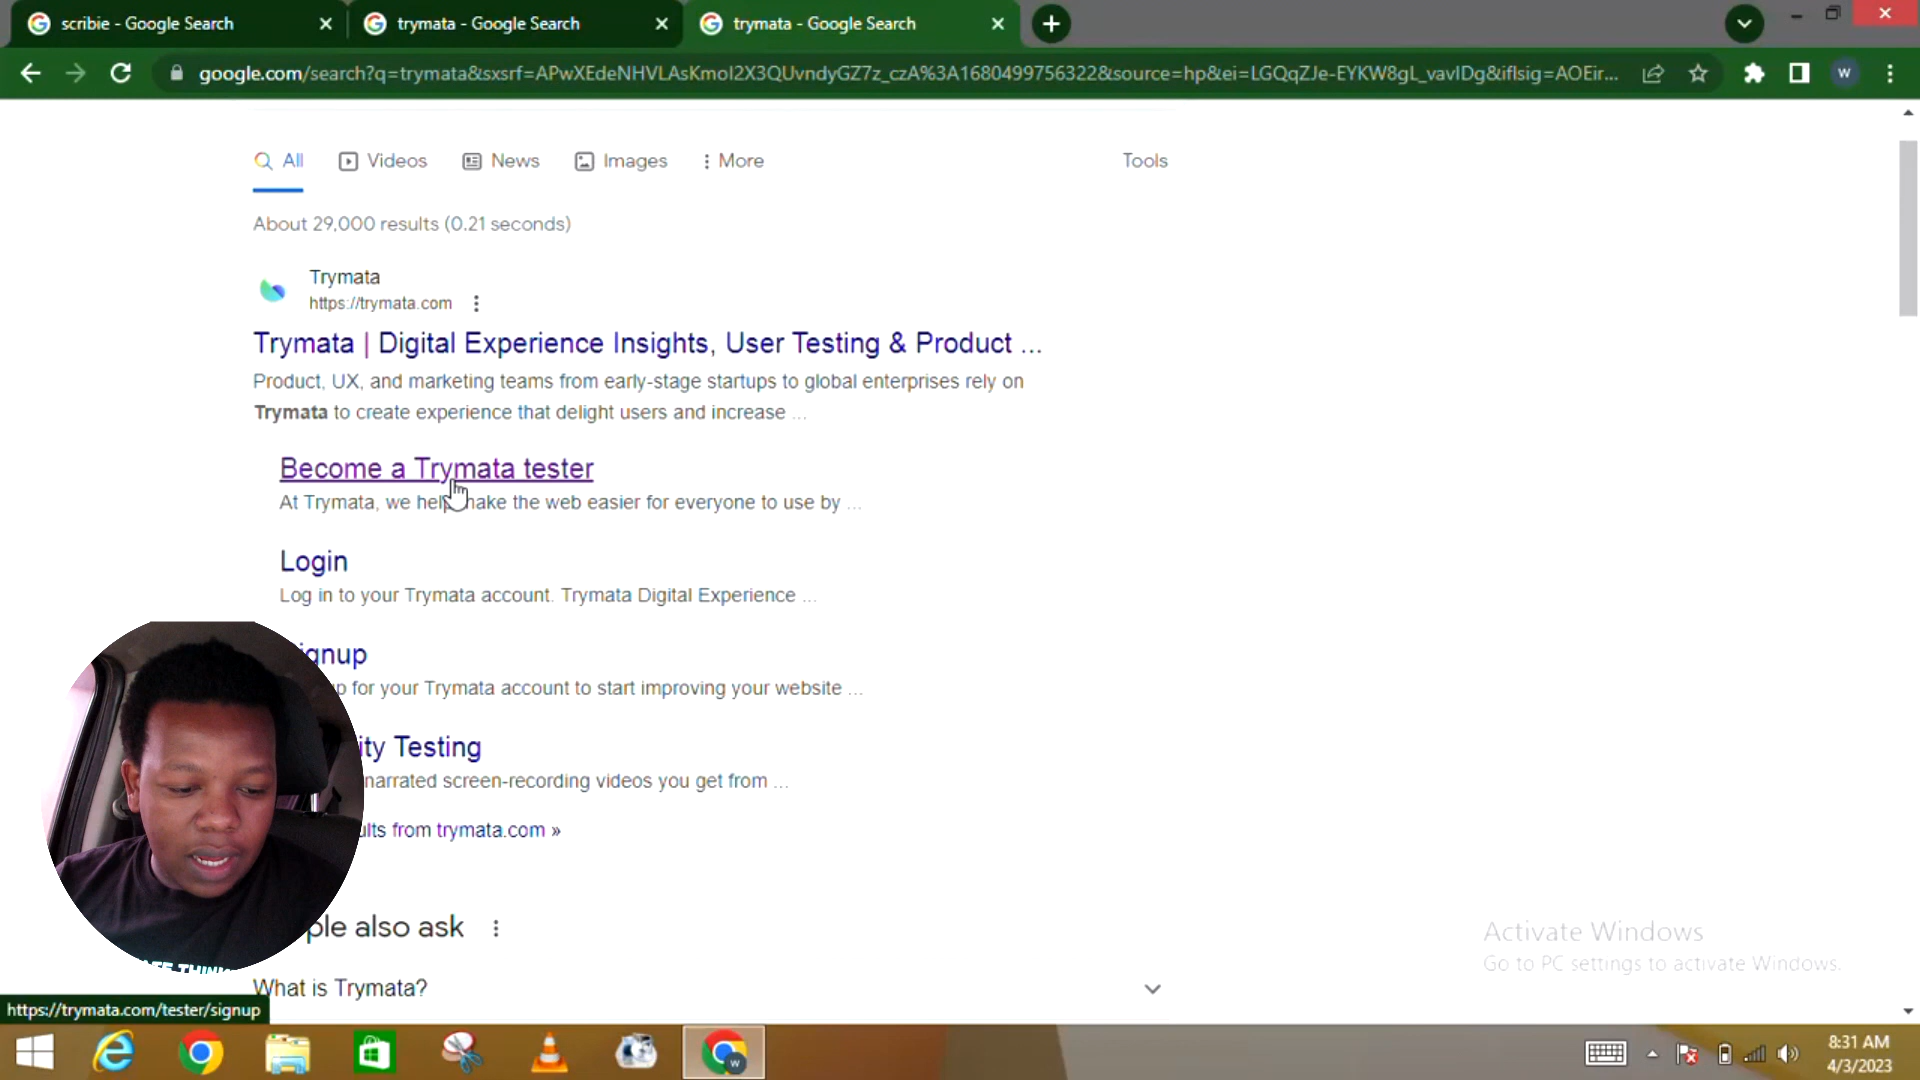 scribie - Google Search
trymata - Google Search
trymata - Google Search
google.com/search?q=trymata&sxsrf=APwXEdeNHVLAsKmoI2X3QUvndyGZ7z_czA%3A1680499756322&source=hp&ei=LGQqZJe-EYKW8gL_vavIDg&iflsig=AOEir...
W
All
Videos
News
Images
More
Tools
About 29,000 results (0.21 seconds)
Trymata
https://trymata.com
Trymata | Digital Experience Insights, User Testing & Product ...
Product, UX, and marketing teams from early-stage startups to global enterprises rely on
Trymata to create experience that delight users and increase ...
Become a Trymata tester
At Trymata, we help make the web easier for everyone to use by ...
Login
Log in to your Trymata account. Trymata Digital Experience ...
gnup
p for your Trymata account to start improving your website ...
ity Testing
narrated screen-recording videos you get from ...
ults from trymata.com »
ple also ask
What is Trymata?
Activate Windows
Go to PC settings to activate Windows.
https://trymata.com/tester/signup
W
8:31 AM
4/3/2023